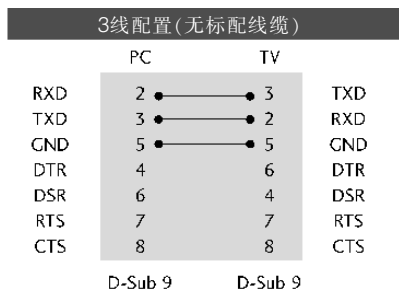 3线配置(无标配线缆)
PC TV
RXD 2 3 TXD
TXD 3 2 RXD
GND 5 5 GND
DTR 4 6 DTR
DSR 6 4 DSR
RTS 7 7 RTS
CTS 8 8 CTS
D-Sub 9 D-Sub 9